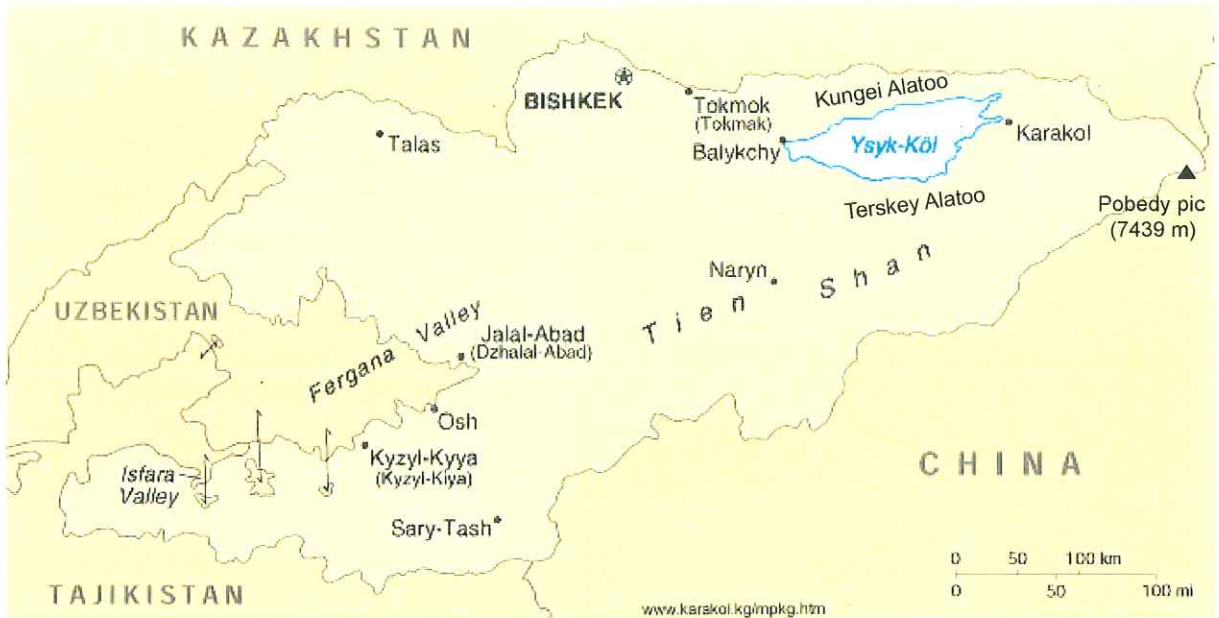 KAZAKHSTAN
BISHKEK
Tokmok
(Tokmak)
Kungei Alatoo
Talas
Balykchy
Ysyk-Köl
Karakol
Terskey Alatoo
Pobedy pic
(7439 m)
Naryn
Tien Shan
UZBEKISTAN
Fergana Valley
Jalal-Abad
(Dzhalal-Abad)
Osh
Kyzyl-Kyya
(Kyzyl-Kiya)
Isfara-
Valley
CHINA
Sary-Tash
TAJIKISTAN
0 50 100 km
0 50 100 mi
www.karakol.kg/mpkg.htm